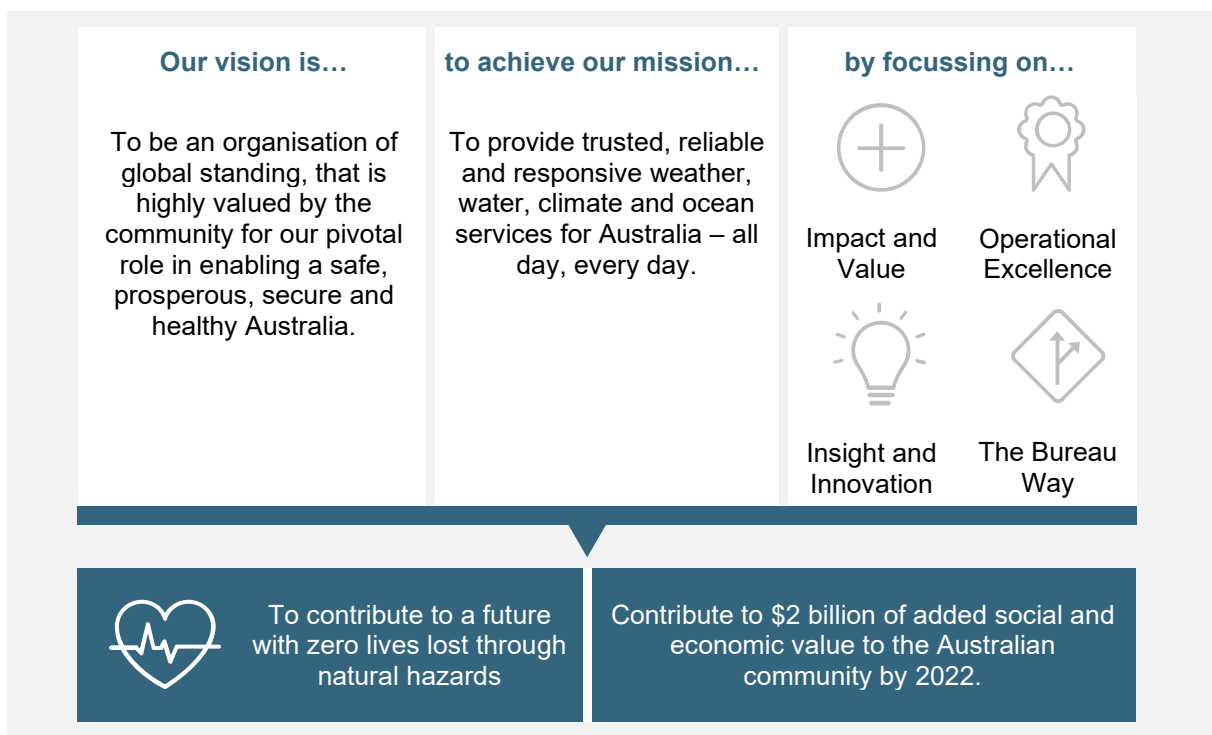 Our vision is…
To be an organisation of
global standing, that is
highly valued by the
community for our pivotal
role in enabling a safe,
prosperous, secure and
healthy Australia.
to achieve our mission…
To provide trusted, reliable
and responsive weather,
water, climate and ocean
services for Australia – all
day, every day.
by focussing on…
Impact and
Value
Operational
Excellence
Insight and
Innovation
The Bureau
Way
To contribute to a future
with zero lives lost through
natural hazards
Contribute to $2 billion of added social and
economic value to the Australian
community by 2022.